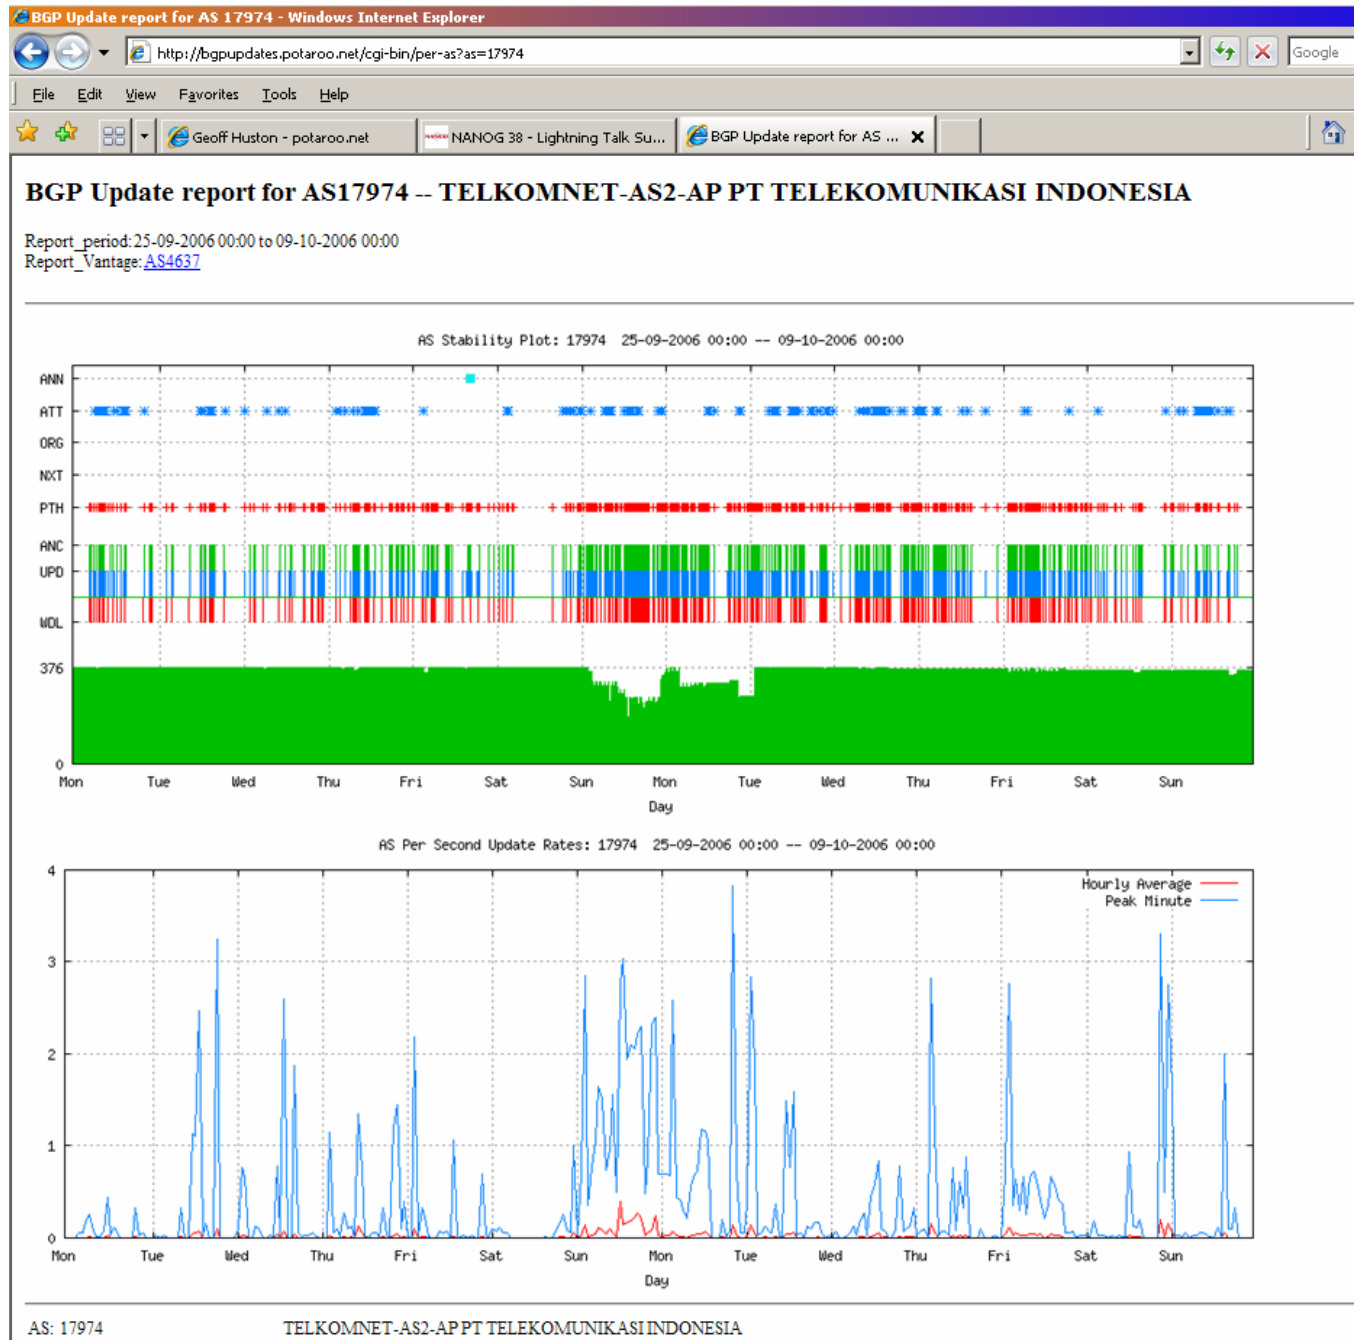 BGP Update report for AS 17974 - Windows Internet Explorer
http://bgpupdates.potaroo.net/cgi-bin/per-as?as=17974
Google
File Edit View Favorites Tools Help
Geoff Huston - potaroo.net
NANOG 38 - Lightning Talk Su...
BGP Update report for AS ...
BGP Update report for AS17974 -- TELKOMNET-AS2-AP PT TELEKOMUNIKASI INDONESIA
Report_period:25-09-2006 00:00 to 09-10-2006 00:00
Report_Vantage:AS4637
AS Stability Plot: 17974 25-09-2006 00:00 -- 09-10-2006 00:00
ANN
ATT
ORG
NXT
PTH
ANC
UPD
WDL
376
0
Mon Tue Wed Thu Fri Sat Sun Mon Tue Wed Thu Fri Sat Sun
Day
AS Per Second Update Rates: 17974 25-09-2006 00:00 -- 09-10-2006 00:00
4
Hourly Average
Peak Minute
3
2
1
0
Mon Tue Wed Thu Fri Sat Sun Mon Tue Wed Thu Fri Sat Sun
Day
AS: 17974 TELKOMNET-AS2-AP PT TELEKOMUNIKASI INDONESIA